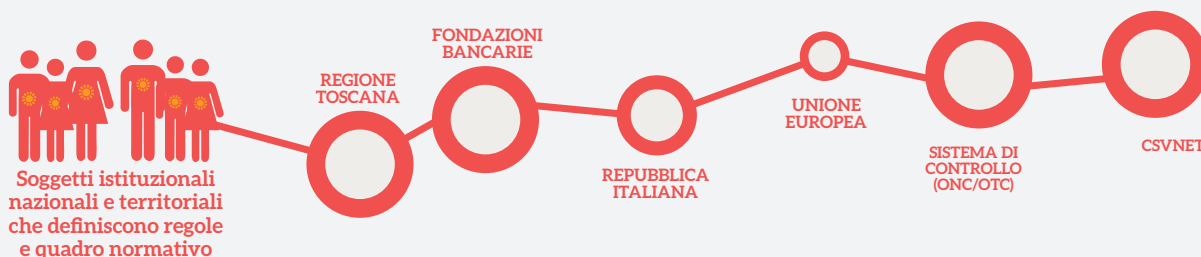 Soggetti istituzionali
nazionali e territoriali
che definiscono regole
e quadro normativo
REGIONE
TOSCANA
FONDAZIONI
BANCARIE
REPUBBLICA
ITALIANA
UNIONE
EUROPEA
SISTEMA DI
CONTROLLO
(ONC/OTC)
CSVNET